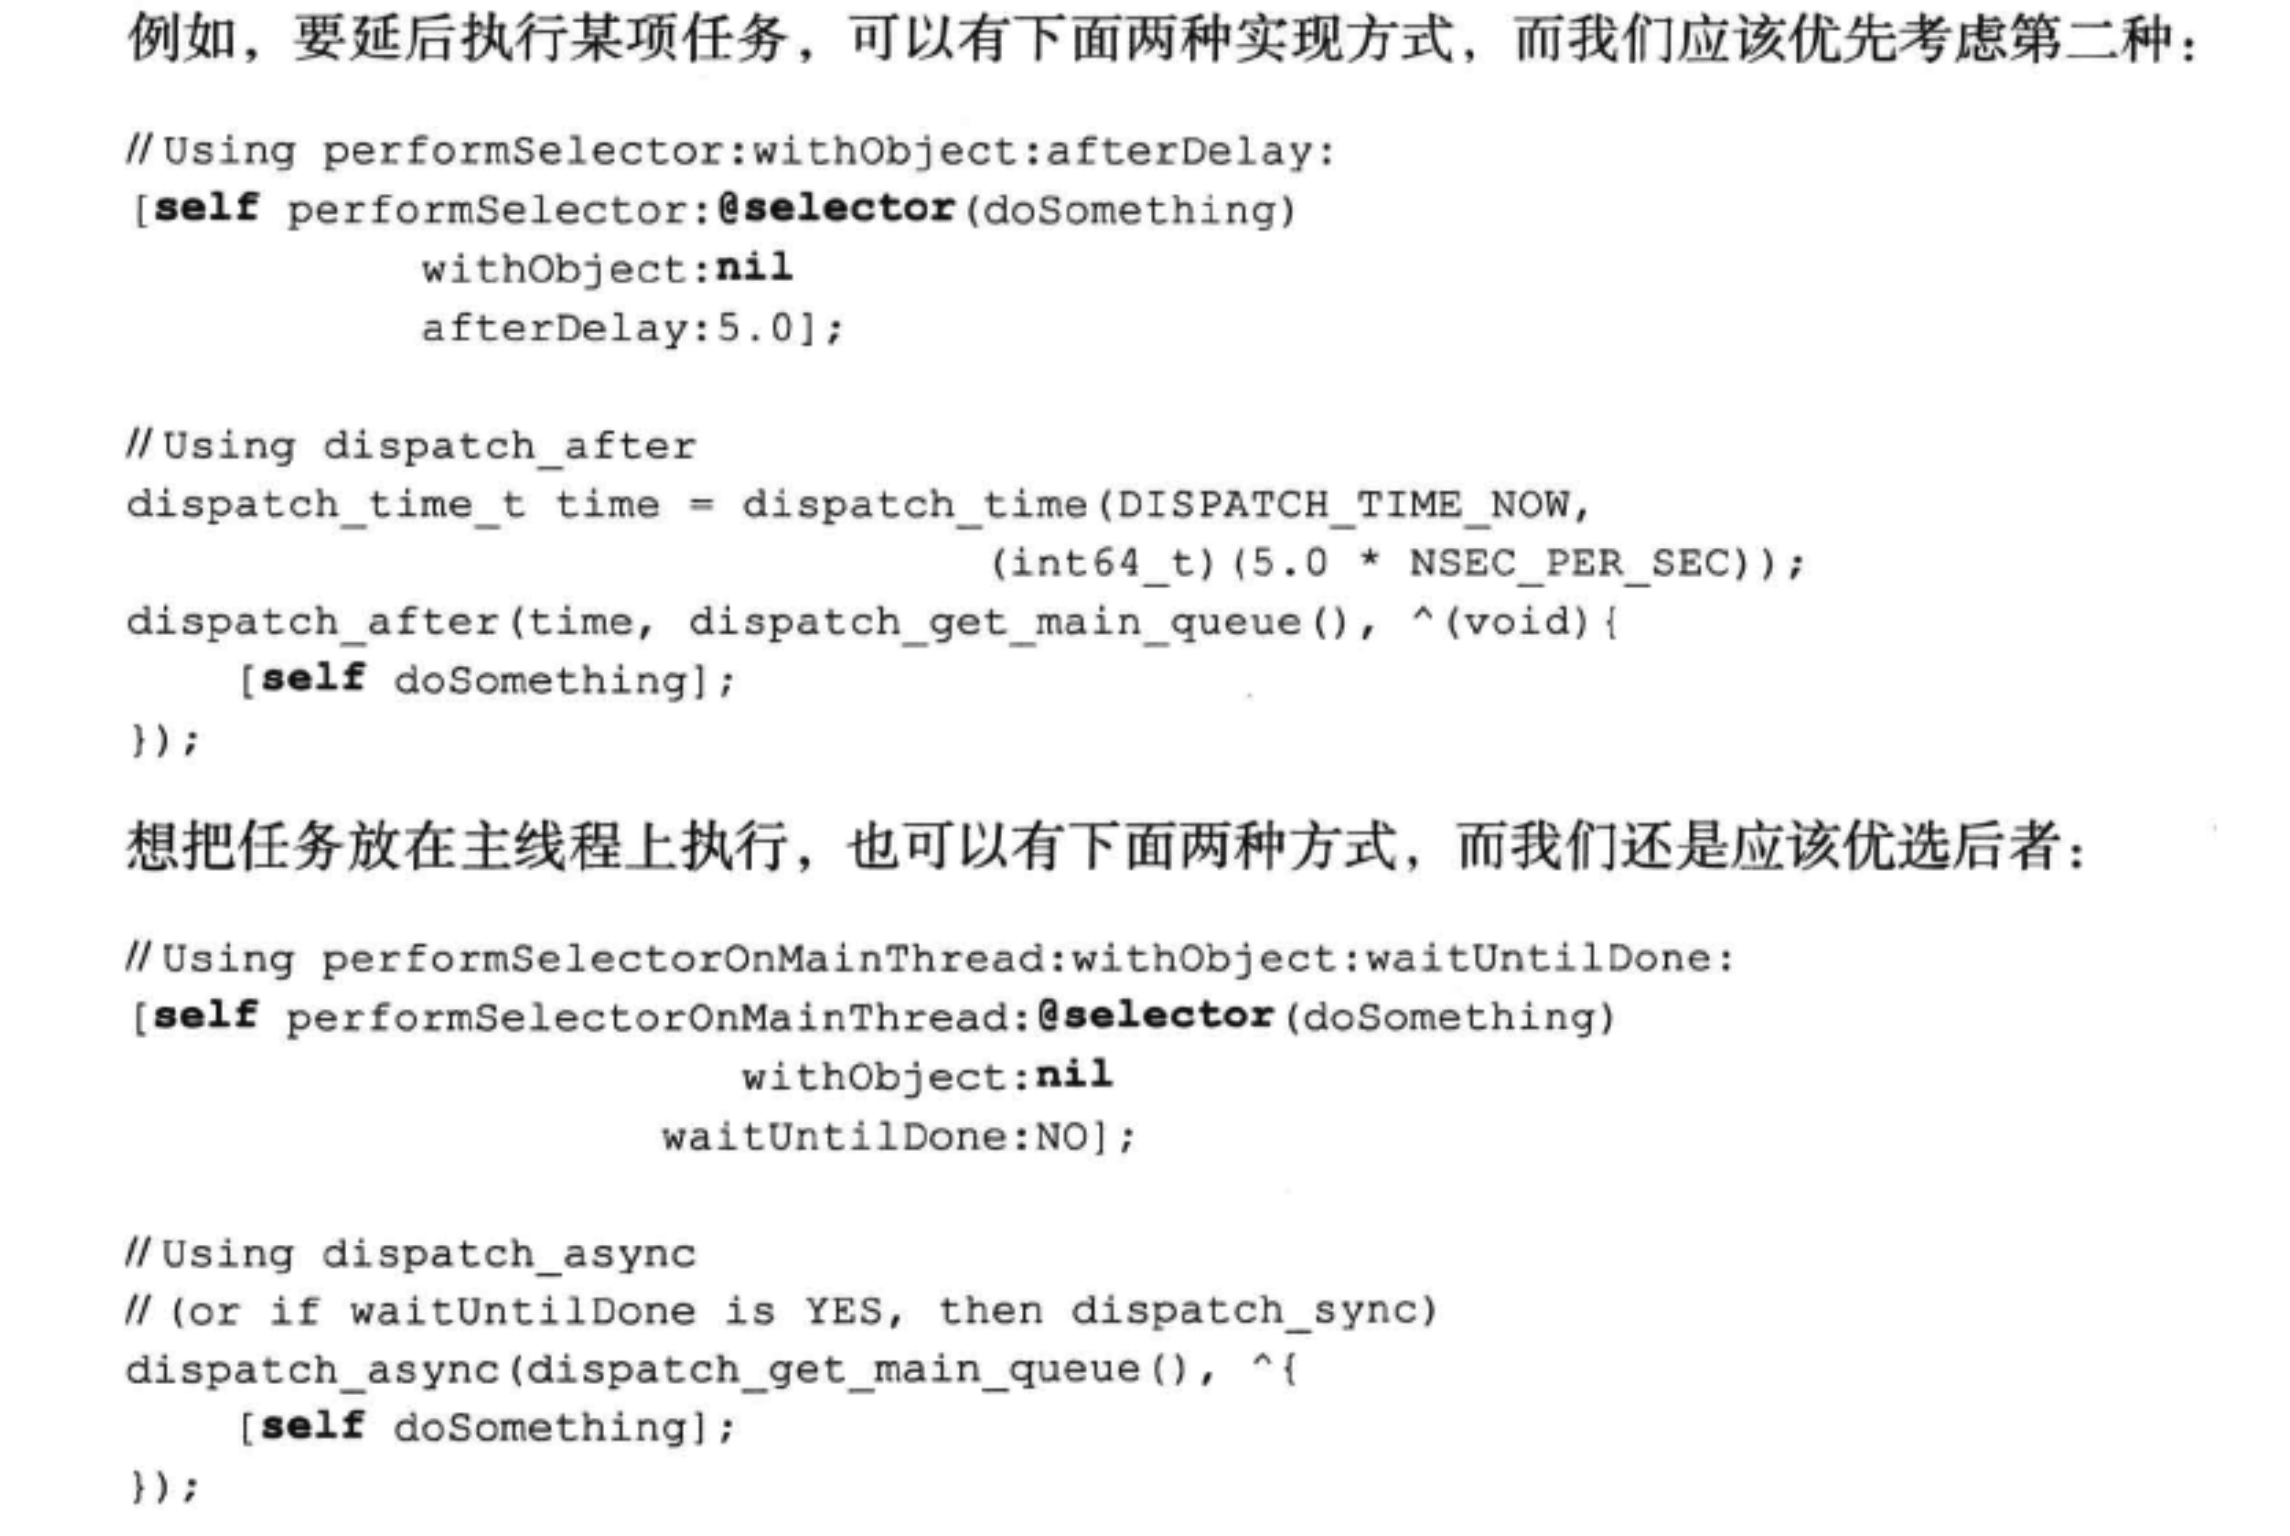 例如，要延后执行某项任务，可以有下面两种实现方式，而我们应该优先考虑第二种：
//Using performSelector:withObject:afterDelay:
[self performSelector:@selector(doSomething)
withObject:nil
afterDelay:5.0];
//Using dispatch_after
dispatch_time_t time = dispatch_time(DISPATCH_TIME_NOW,
(int64_t)(5.0 * NSEC_PER_SEC));
dispatch_after(time, dispatch_get_main_queue(), ^(void){
[self doSomething];
});
想把任务放在主线程上执行，也可以有下面两种方式，而我们还是应该优选后者：
//Using performSelectorOnMainThread:withObject:waitUntilDone:
[self performSelectorOnMainThread:@selector(doSomething)
withObject:nil
waitUntilDone:NO];
//Using dispatch_async
//(or if waitUntilDone is YES, then dispatch_sync)
dispatch_async(dispatch_get_main_queue(), ^{
[self doSomething];
});